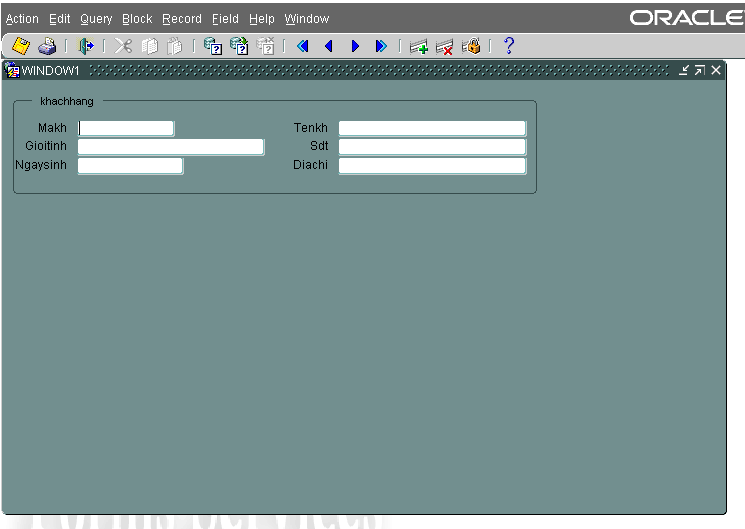 Action Edit Query Block Record Field Help Window
ORACLE
WINDOW1
khachhang
Makh Tenkh
Gioitinh Sdt
Ngaysinh Diachi